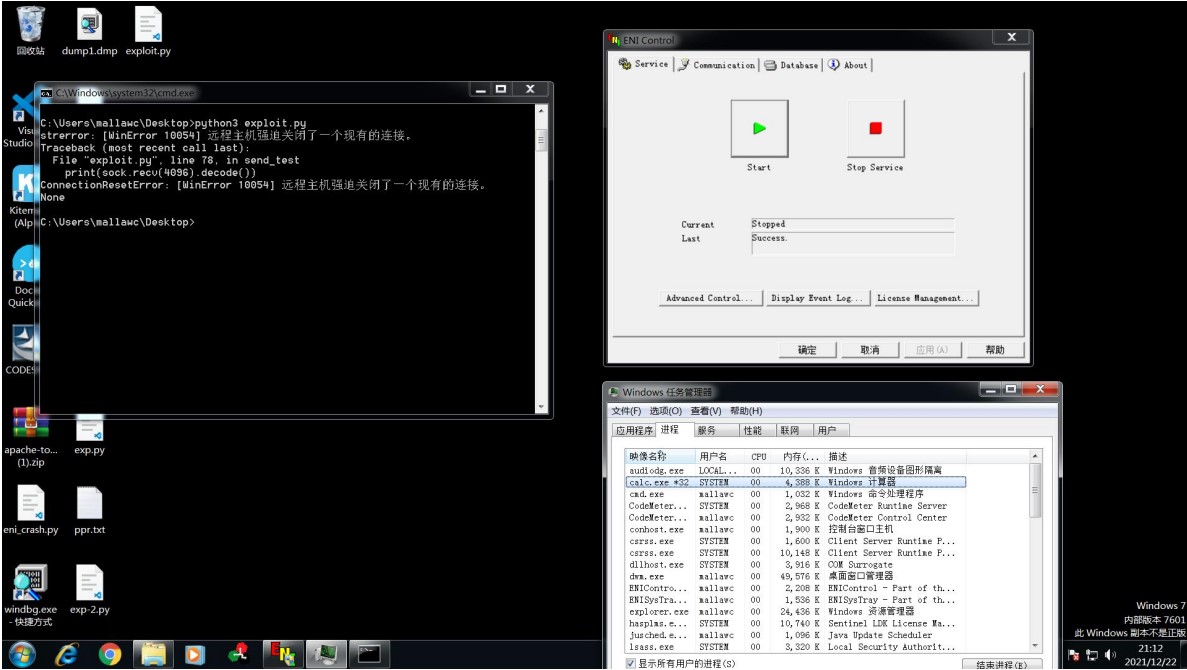 回收站
dump1.dmp
exploit.py
C:\Windows\system32\cmd.exe
C:\Users\mallawc\Desktop>python3 exploit.py
strerror: [WinError 10054] 远程主机强迫关闭了一个现有的连接。
Traceback (most recent call last):
File "exploit.py", line 78, in send_test
print(sock.recv(4096).decode())
ConnectionResetError: [WinError 10054] 远程主机强迫关闭了一个现有的连接。
None
C:\Users\mallawc\Desktop>
Visu
Studio
Kitem
(Alp
Doc
Quick
CODES
apache-to...
(1).zip
exp.py
eni_crash.py
ppr.txt
windbg.exe
- 快捷方式
exp-2.py
ENI Control
Service Communication Database About
Start
Stop Service
Current Stopped
Last Success.
Advanced Control... Display Event Log... License Management...
确定 取消 应用(A) 帮助
Windows 任务管理器
文件(F) 选项(O) 查看(V) 帮助(H)
应用程序 进程 服务 性能 联网 用户
映像名称 用户名 CPU 内存(... 描述
audiodg.exe LOCAL... 00 10,336 K Windows 音频设备图形隔离
calc.exe *32 SYSTEM 00 4,388 K Windows 计算器
cmd.exe mallawc 00 1,032 K Windows 命令处理程序
CodeMeter... SYSTEM 00 2,968 K CodeMeter Runtime Server
CodeMeter... mallawc 00 2,932 K CodeMeter Control Center
conhost.exe mallawc 00 1,900 K 控制台窗口主机
csrss.exe SYSTEM 00 1,600 K Client Server Runtime P...
csrss.exe SYSTEM 00 10,148 K Client Server Runtime P...
dllhost.exe SYSTEM 00 3,916 K COM Surrogate
dwm.exe mallawc 00 49,576 K 桌面窗口管理器
ENIContro... mallawc 00 2,208 K ENIControl - Part of th...
ENISysTra... mallawc 00 1,536 K ENISysTray - Part of th...
explorer.exe mallawc 00 24,436 K Windows 资源管理器
hasplms.e... SYSTEM 00 10,740 K Sentinel LDK License Ma...
jusched.e... mallawc 00 1,096 K Java Update Scheduler
lsass.exe SYSTEM 00 3,320 K Local Security Authorit...
显示所有用户的进程(S)
结束进程(E)
Windows 7
内部版本 7601
此 Windows 副本不是正版
21:12
2021/12/22